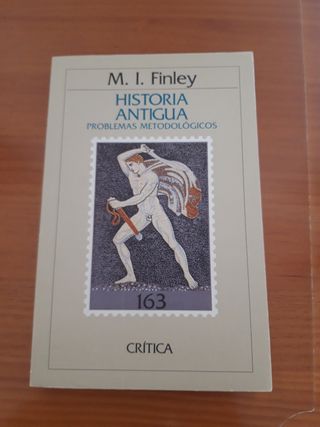 M. I. Finley
HISTORIA
ANTIGUA
PROBLEMAS METODOLÓGICOS
163
CRÍTICA